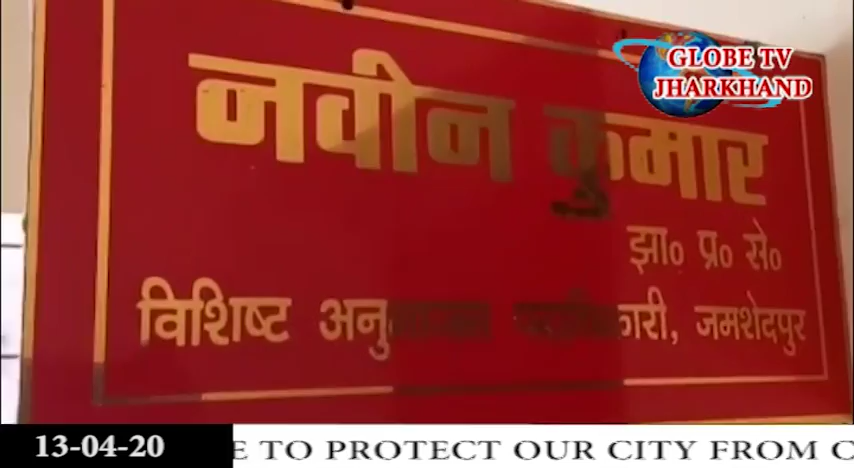 GLOBE TV
JHARKHAND
नवीन कुमार
झा० प्र० से०
विशिष्ट जमशेदपुर
13-04-20
E TO PROTECT OUR CITY FROM C